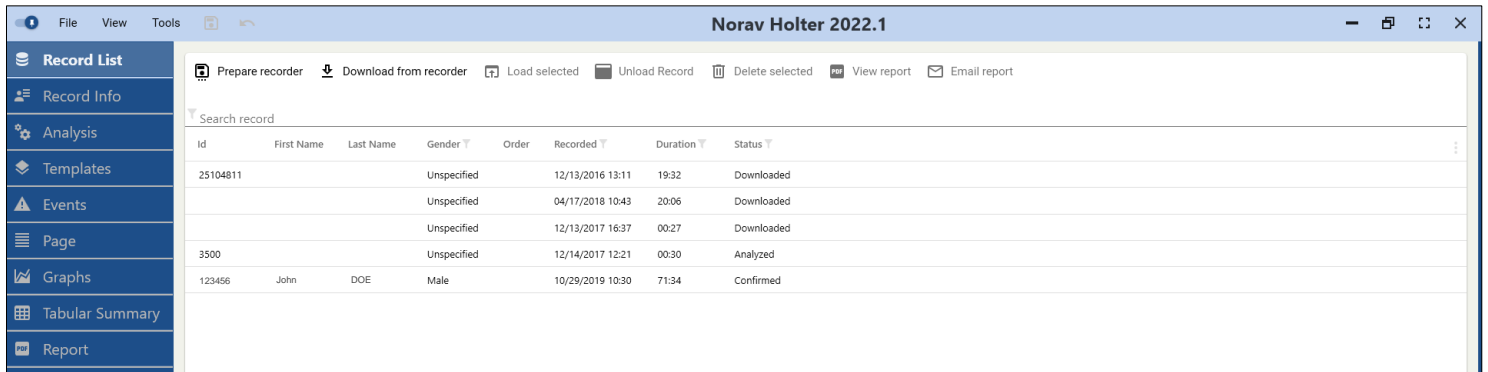 File View Tools Norav Holter 2022.1
Record List
Record Info
Analysis
Templates
Events
Page
Graphs
Tabular Summary
PDF Report
Prepare recorder Download from recorder Load selected Unload Record Delete selected PDF View report Email report
Search record
Id First Name Last Name Gender Order Recorded Duration Status
25104811 Unspecified 12/13/2016 13:11 19:32 Downloaded
Unspecified 04/17/2018 10:43 20:06 Downloaded
Unspecified 12/13/2017 16:37 00:27 Downloaded
3500 Unspecified 12/14/2017 12:21 00:30 Analyzed
123456 John DOE Male 10/29/2019 10:30 71:34 Confirmed